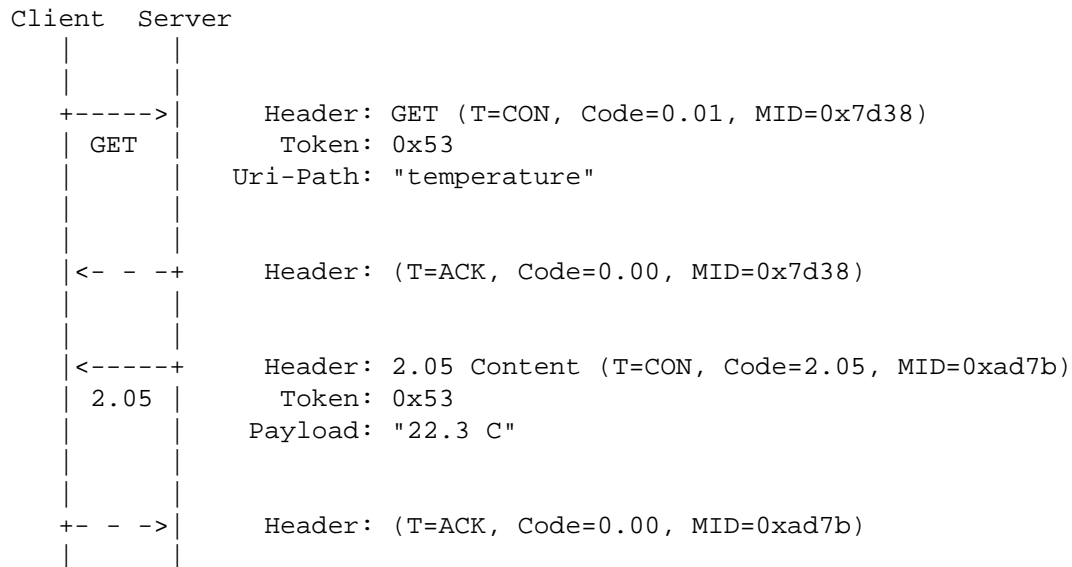 Client  Server
   |      |
   |      |
   +----->|     Header: GET (T=CON, Code=0.01, MID=0x7d38)
   | GET  |      Token: 0x53
   |      |   Uri-Path: "temperature"
   |      |
   |      |
   |<- - -+     Header: (T=ACK, Code=0.00, MID=0x7d38)
   |      |
   |      |
   |<-----+     Header: 2.05 Content (T=CON, Code=2.05, MID=0xad7b)
   | 2.05 |      Token: 0x53
   |      |    Payload: "22.3 C"
   |      |
   |      |
   +- - ->|     Header: (T=ACK, Code=0.00, MID=0xad7b)
   |      |